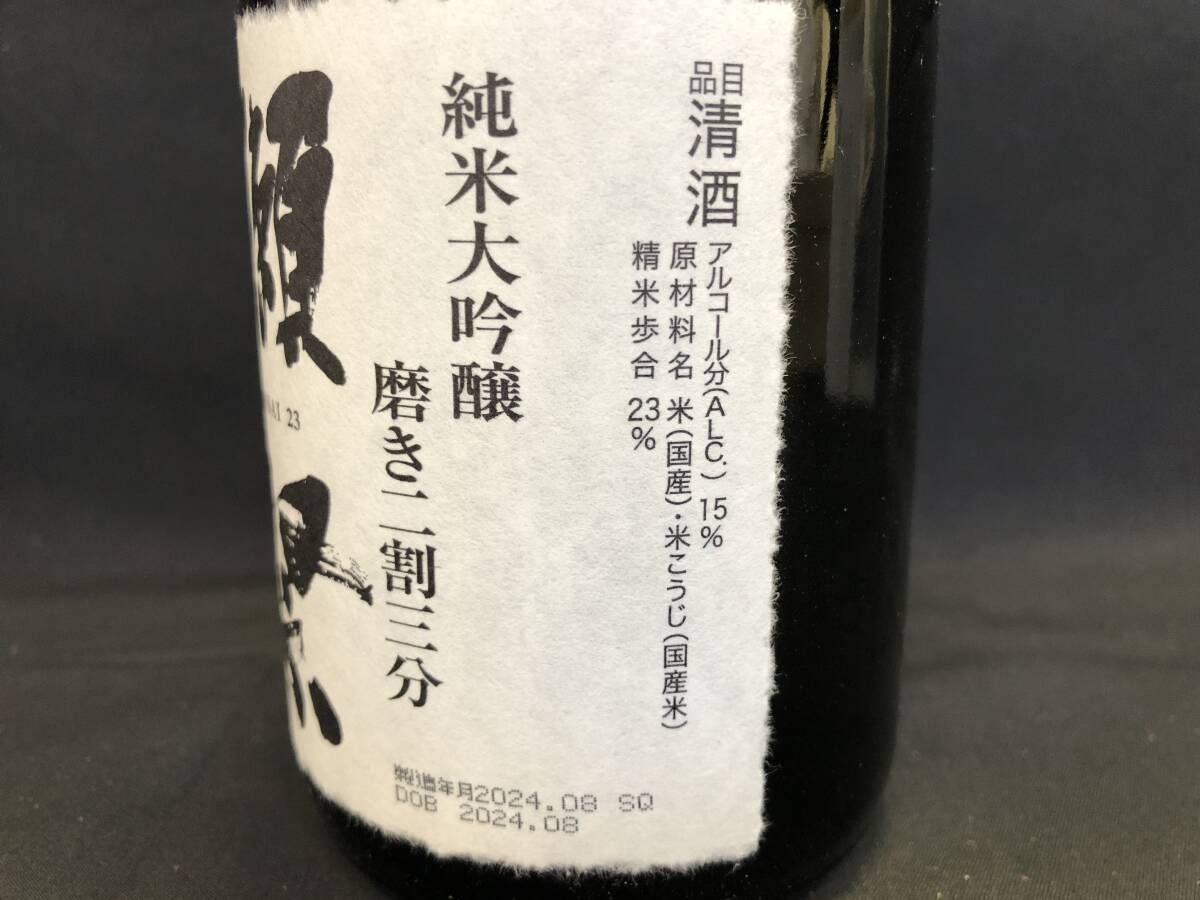 品目 清酒
アルコール分(ALC.) 15%
原材料名 米(国産)・米こうじ(国産米)
精米歩合 23%
純米大吟醸
磨き二割三分
23
製造年月2024.08 SQ
DOB 2024.08